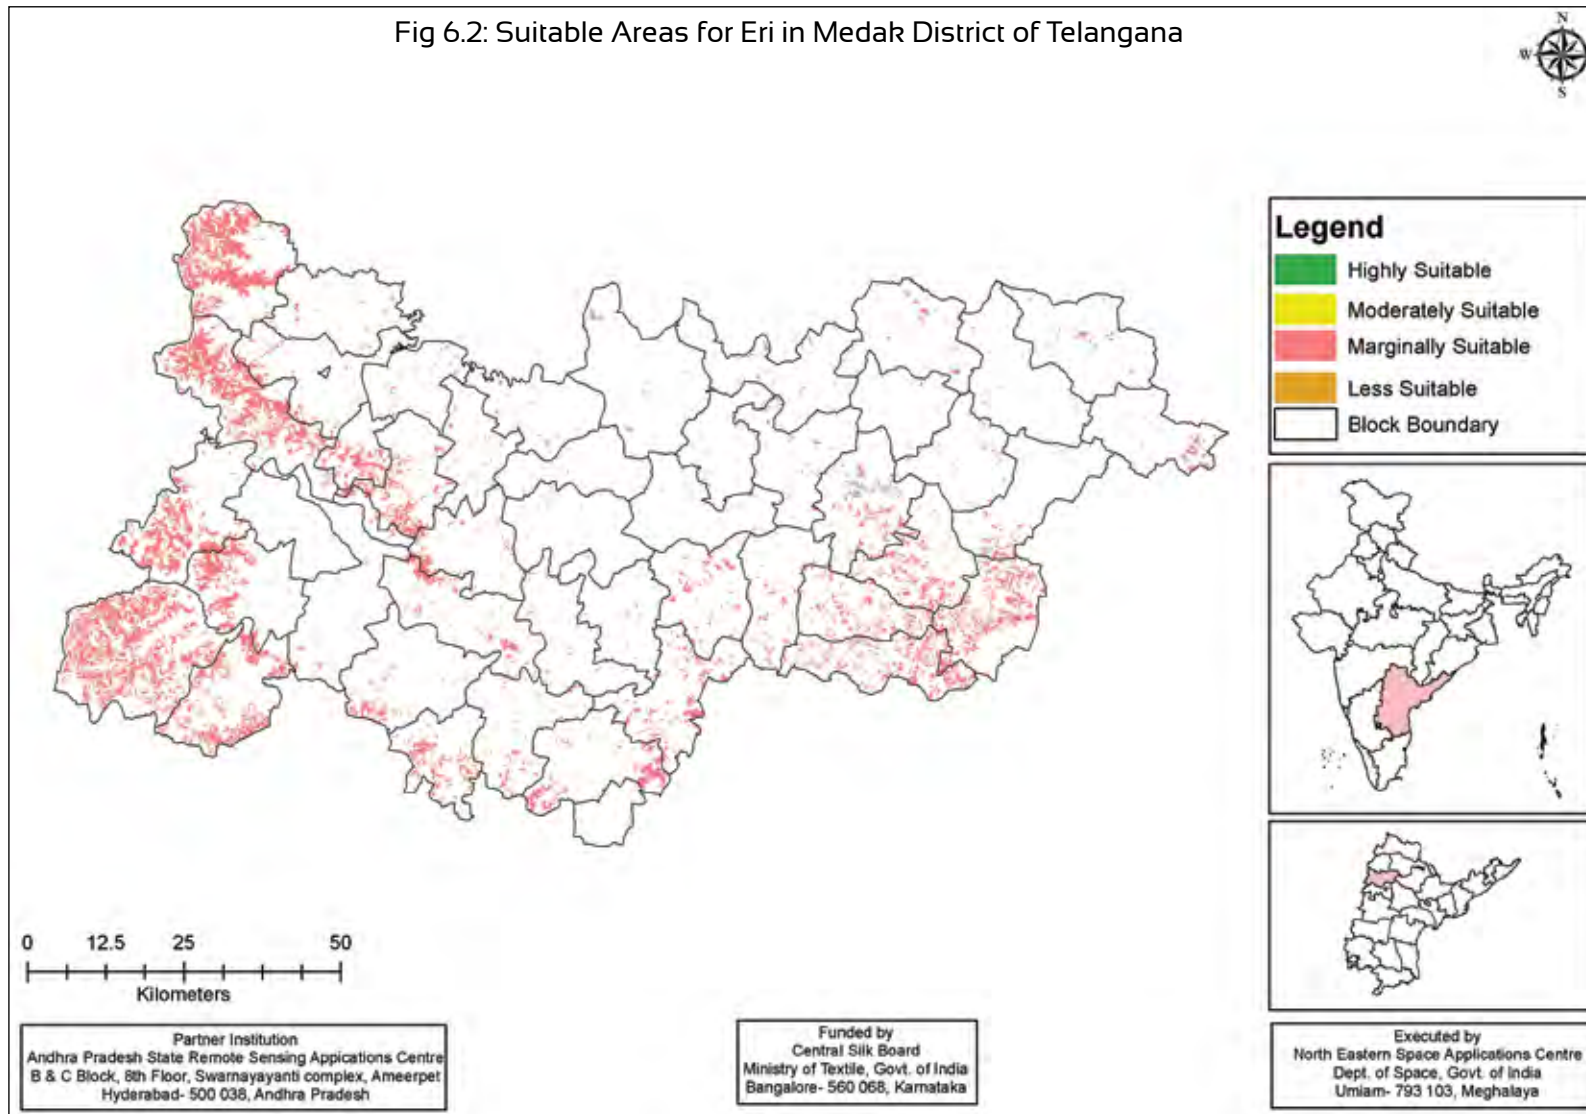 Fig 6.2: Suitable Areas for Eri in Medak District of Telangana
N
W
S
Legend
Highly Suitable
Moderately Suitable
Marginally Suitable
Less Suitable
Block Boundary
0 12.5 25 50
Kilometers
Partner Institution
Andhra Pradesh State Remote Sensing Appications Centre
B & C Block, 8th Floor, Swarnayayanti complex, Ameerpet
Hyderabad- 500 038, Andhra Pradesh
Funded by
Central Silk Board
Ministry of Textile, Govt. of India
Bangalore- 560 068, Karnataka
Executed by
North Eastern Space Applications Centre
Dept. of Space, Govt. of India
Umiam- 793 103, Meghalaya